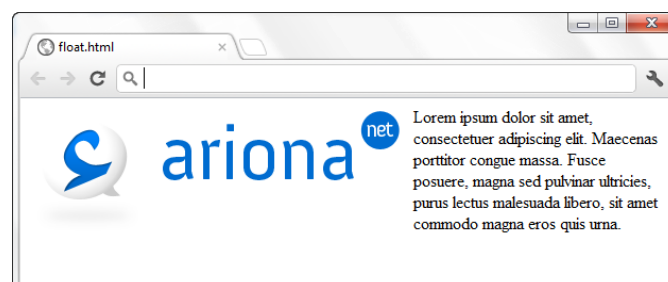 float.html
ariona
net
Lorem ipsum dolor sit amet,
consectetuer adipiscing elit. Maecenas
porttitor congue massa. Fusce
posuere, magna sed pulvinar ultricies,
purus lectus malesuada libero, sit amet
commodo magna eros quis urna.